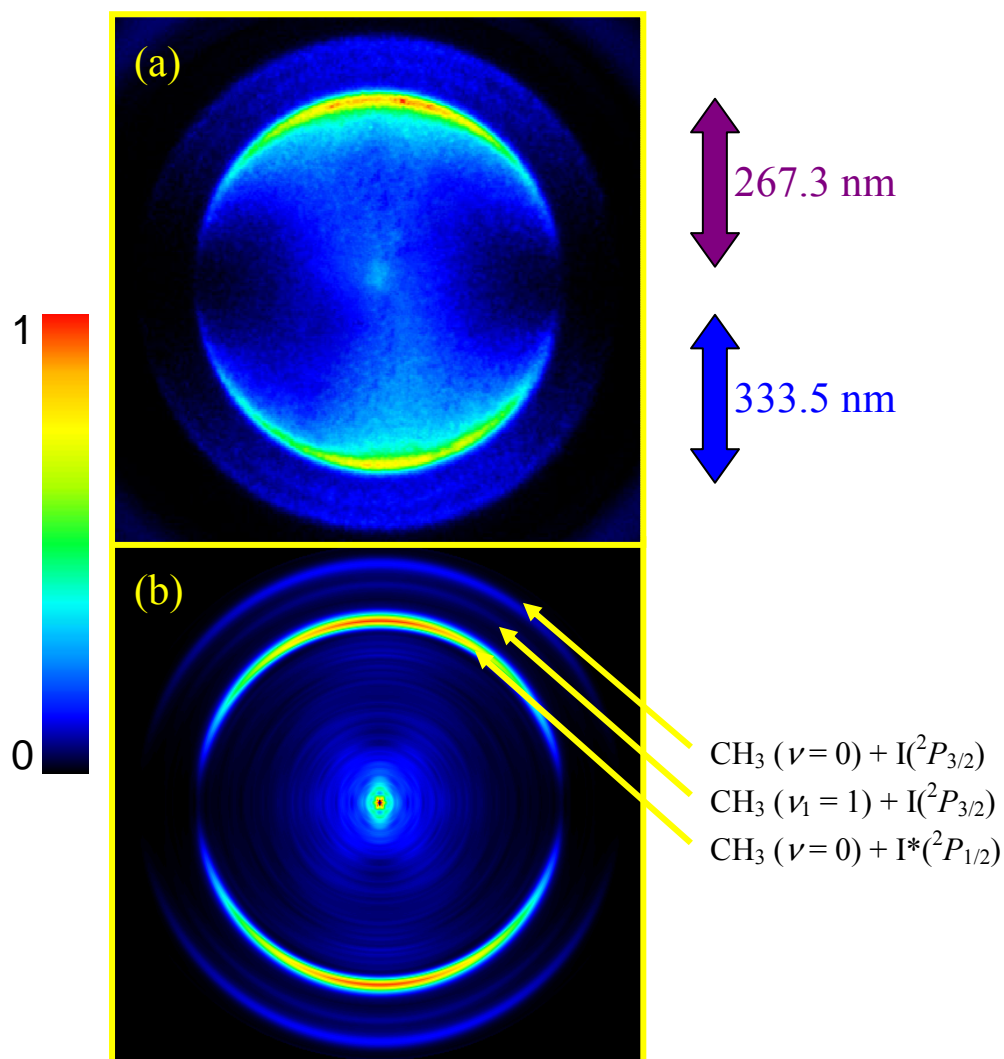 (a)
267.3 nm
333.5 nm
1
0
(b)
CH₃ (𝜈 = 0) + I(²P₃/₂)
CH₃ (𝜈₁ = 1) + I(²P₃/₂)
CH₃ (𝜈 = 0) + I*(²P₁/₂)